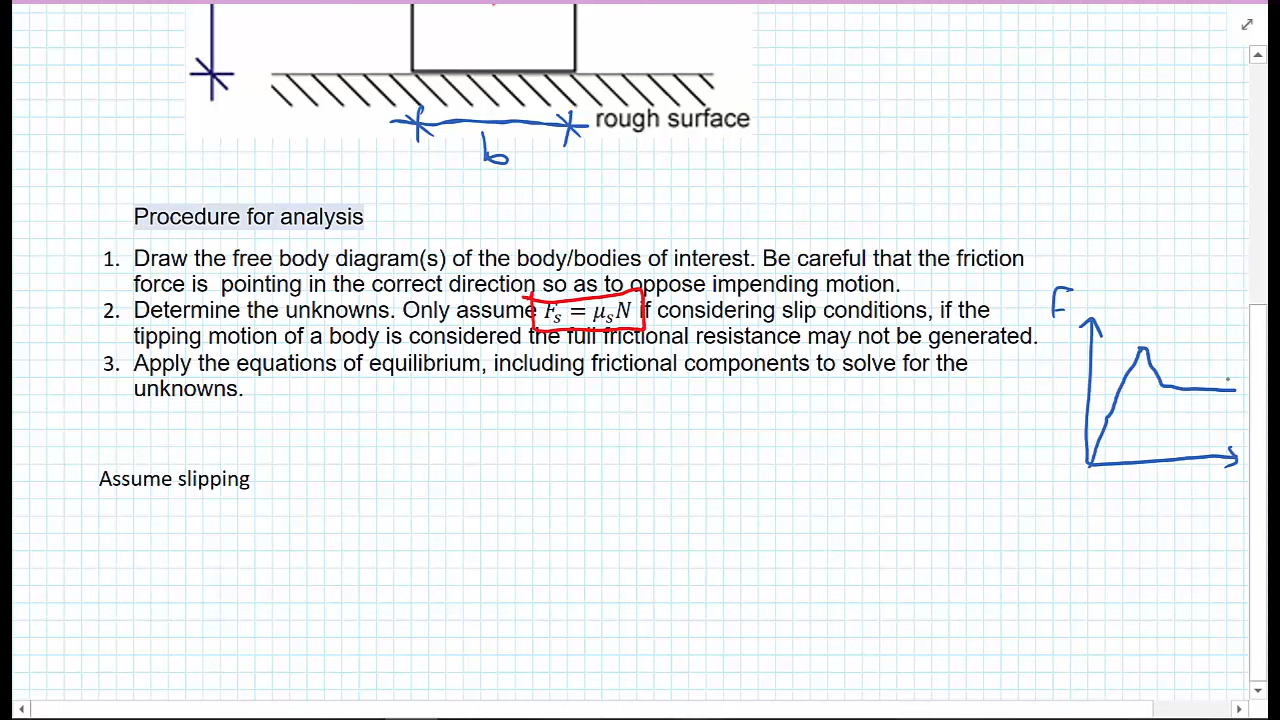 rough surface
b
Procedure for analysis
1. Draw the free body diagram(s) of the body/bodies of interest. Be careful that the friction
force is pointing in the correct direction so as to oppose impending motion.
2. Determine the unknowns. Only assume Fₛ = μₛN if considering slip conditions, if the
tipping motion of a body is considered the full frictional resistance may not be generated.
3. Apply the equations of equilibrium, including frictional components to solve for the
unknowns.
F
Assume slipping